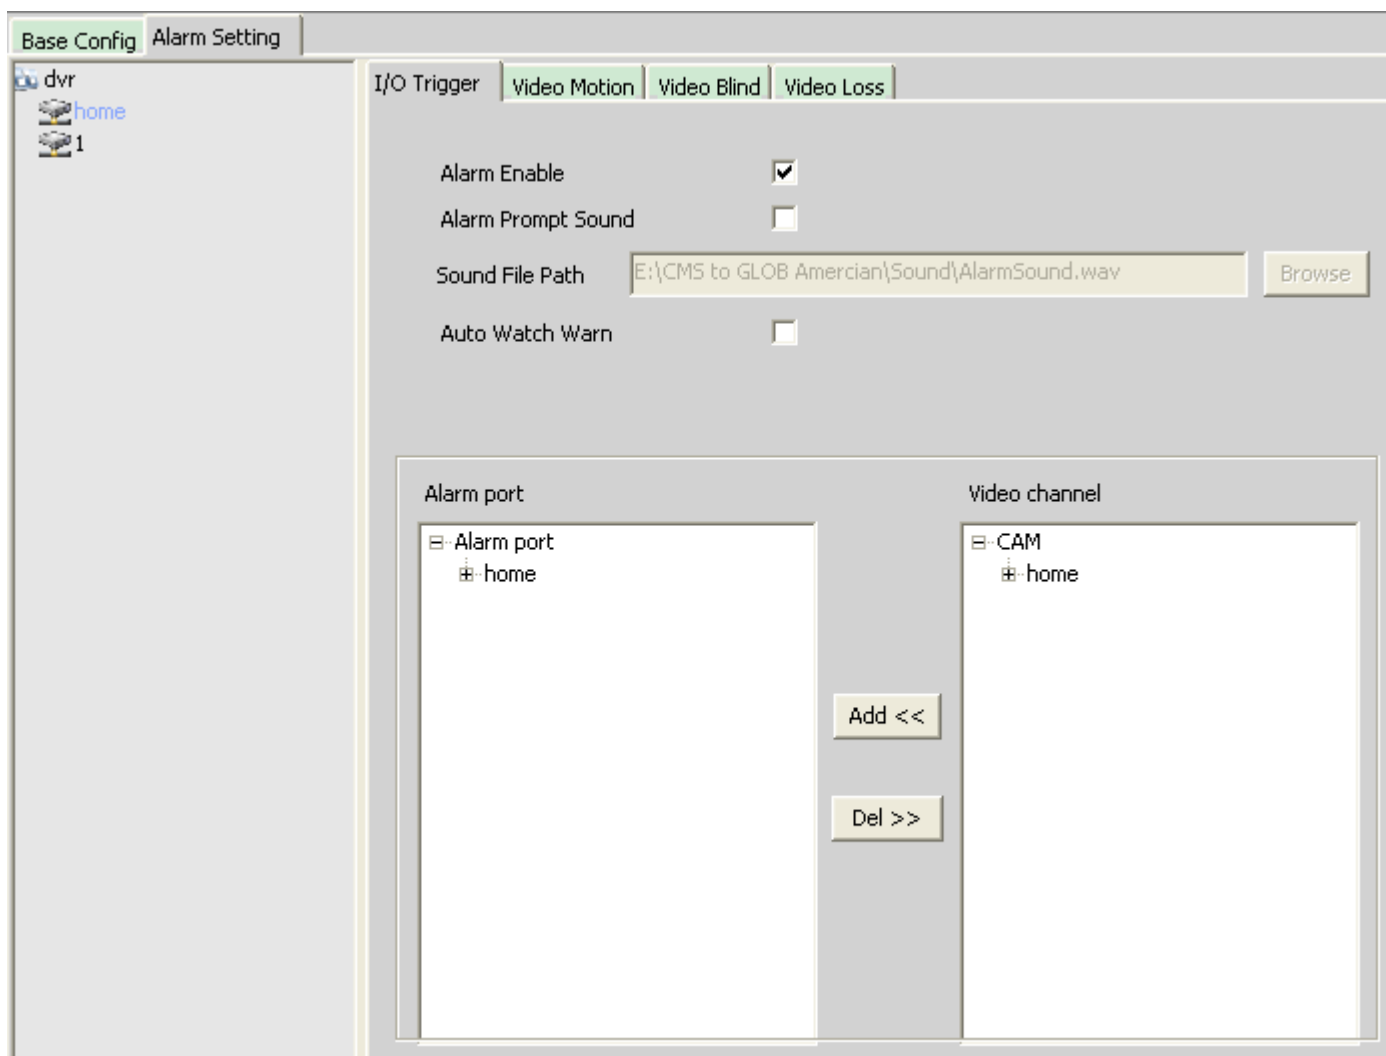 Base Config Alarm Setting
dvr
home
1
I/O Trigger Video Motion Video Blind Video Loss
Alarm Enable
Alarm Prompt Sound
Sound File Path E:\CMS to GLOB Amercian\Sound\AlarmSound.wav Browse
Auto Watch Warn
Alarm port
Alarm port
home
Add <<
Del >>
Video channel
CAM
home